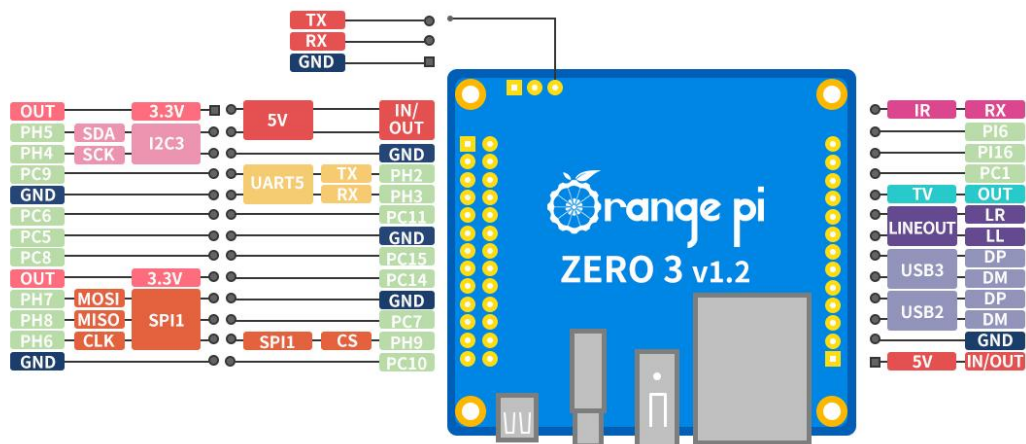 TX
RX
GND
OUT 3.3V 5V IN/OUT
PH5 SDA I2C3
PH4 SCK GND
PC9 UART5 TX PH2
GND RX PH3
PC6 PC11
PC5 GND
PC8 PC15
OUT 3.3V PC14
PH7 MOSI SPI1 GND
PH8 MISO PC7
PH6 CLK SPI1 CS PH9
GND PC10
Orange pi
ZERO 3 v1.2
IR RX
PI6
PI16
PC1
TV OUT
LINEOUT LR
LL
USB3 DP
DM
USB2 DP
DM
GND
5V IN/OUT